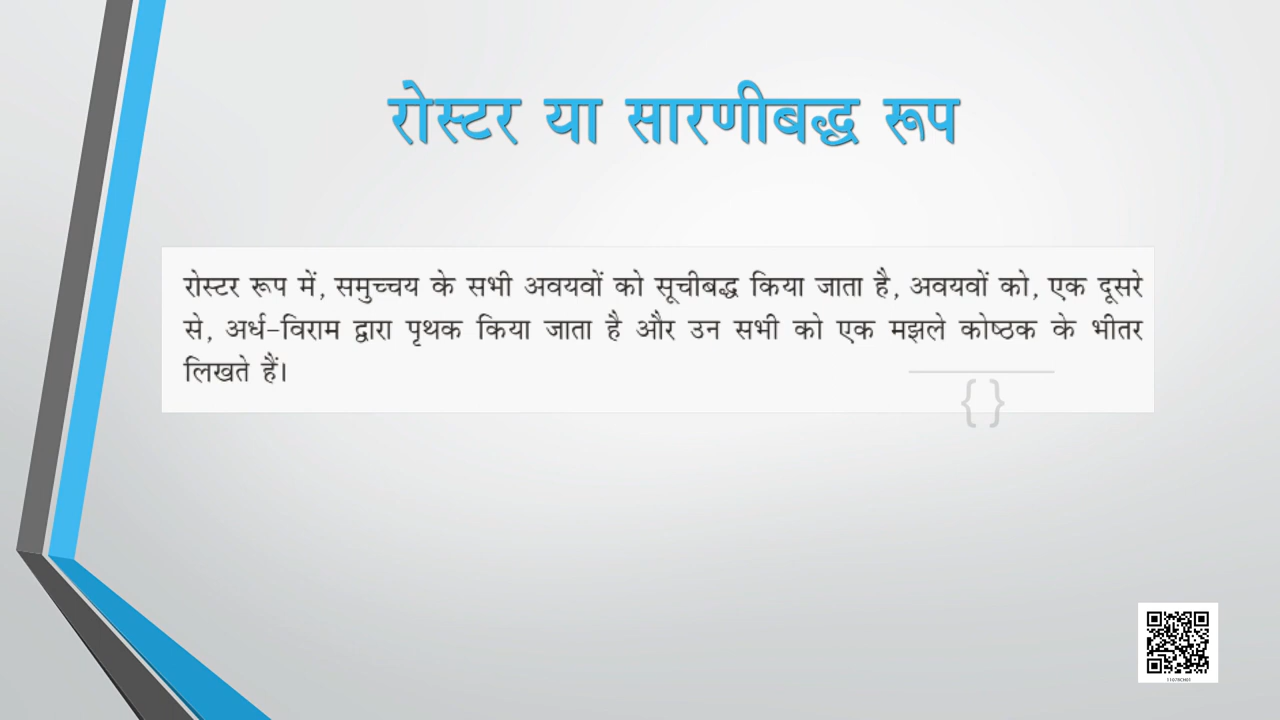 रोस्टर या सारणीबद्ध रूप
रोस्टर रूप में, समुच्चय के सभी अवयवों को सूचीबद्ध किया जाता है, अवयवों को, एक दूसरे
से, अर्ध-विराम द्वारा पृथक किया जाता है और उन सभी को एक मझले कोष्ठक के भीतर
लिखते हैं।
{ }
11078CH01